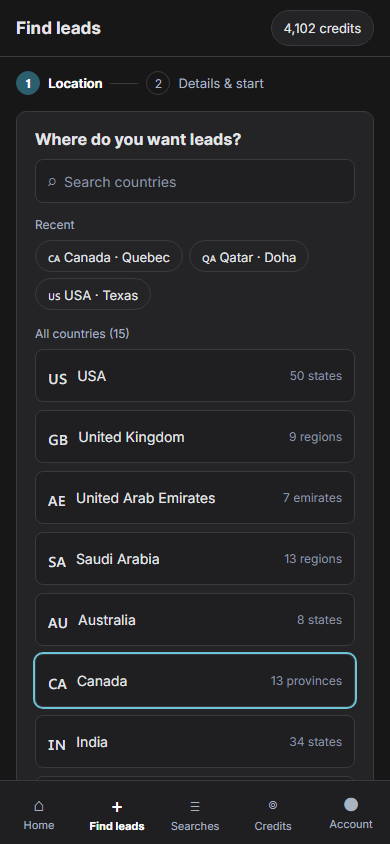 Find leads
4,102 credits
1 Location
2 Details & start
Where do you want leads?
Search countries
Recent
CA Canada · Quebec
QA Qatar · Doha
US USA · Texas
All countries (15)
US USA 50 states
GB United Kingdom 9 regions
AE United Arab Emirates 7 emirates
SA Saudi Arabia 13 regions
AU Australia 8 states
CA Canada 13 provinces
IN India 34 states
Home
Find leads
Searches
Credits
Account